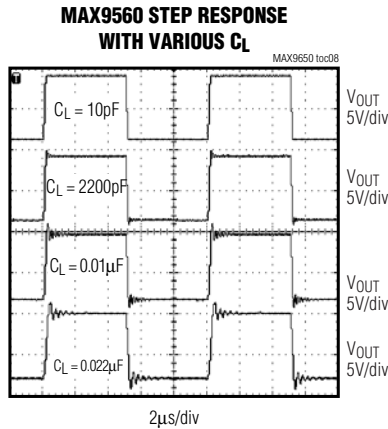 MAX9560 STEP RESPONSE
WITH VARIOUS CL
MAX9650 toc08
CL = 10pF
VOUT
5V/div
CL = 2200pF
VOUT
5V/div
CL = 0.01µF
VOUT
5V/div
CL = 0.022µF
VOUT
5V/div
2µs/div